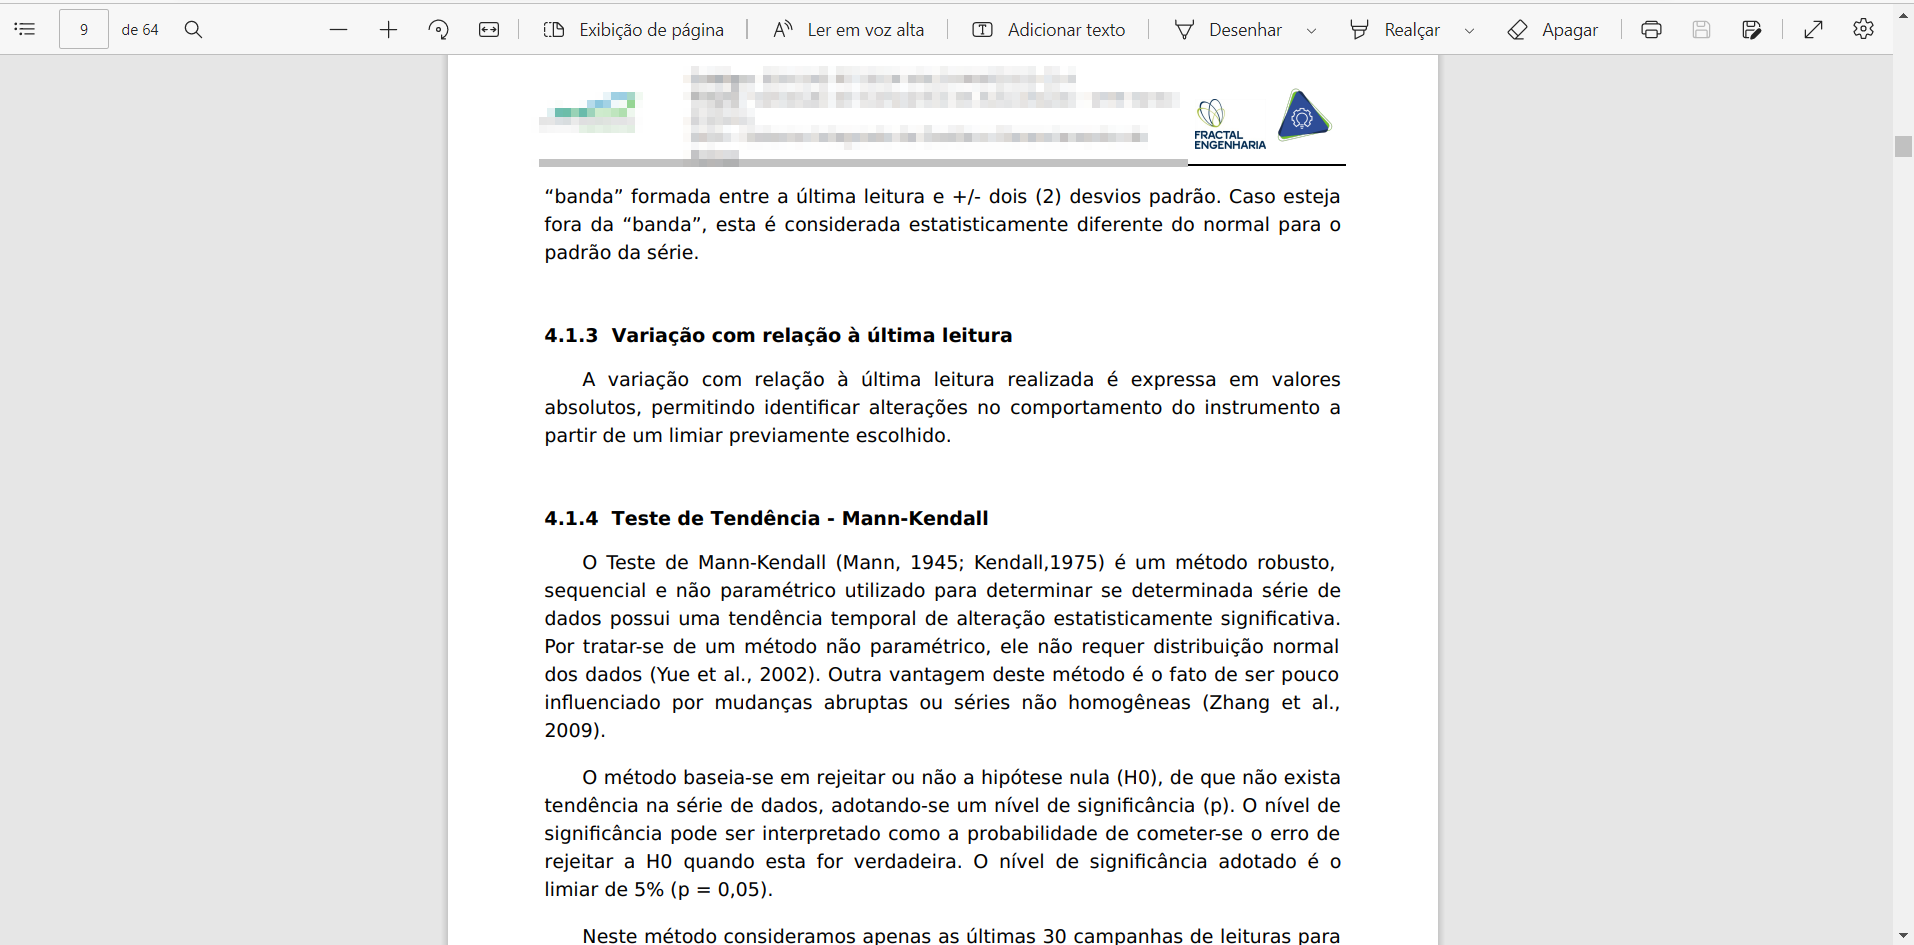 9 de 64 Exibição de página Ler em voz alta Adicionar texto Desenhar Realçar Apagar
FRACTAL
ENGENHARIA
“banda” formada entre a última leitura e +/- dois (2) desvios padrão. Caso esteja
fora da “banda”, esta é considerada estatisticamente diferente do normal para o
padrão da série.
4.1.3 Variação com relação à última leitura
A variação com relação à última leitura realizada é expressa em valores
absolutos, permitindo identificar alterações no comportamento do instrumento a
partir de um limiar previamente escolhido.
4.1.4 Teste de Tendência - Mann-Kendall
O Teste de Mann-Kendall (Mann, 1945; Kendall,1975) é um método robusto,
sequencial e não paramétrico utilizado para determinar se determinada série de
dados possui uma tendência temporal de alteração estatisticamente significativa.
Por tratar-se de um método não paramétrico, ele não requer distribuição normal
dos dados (Yue et al., 2002). Outra vantagem deste método é o fato de ser pouco
influenciado por mudanças abruptas ou séries não homogêneas (Zhang et al.,
2009).
O método baseia-se em rejeitar ou não a hipótese nula (H0), de que não exista
tendência na série de dados, adotando-se um nível de significância (p). O nível de
significância pode ser interpretado como a probabilidade de cometer-se o erro de
rejeitar a H0 quando esta for verdadeira. O nível de significância adotado é o
limiar de 5% (p = 0,05).
Neste método consideramos apenas as últimas 30 campanhas de leituras para